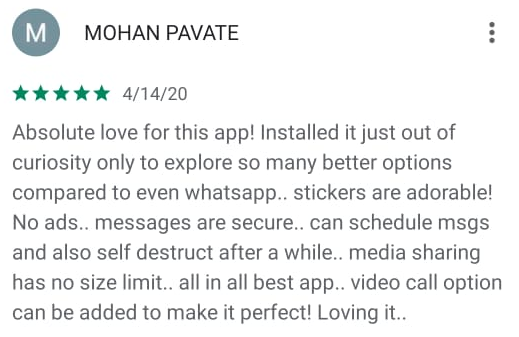 M MOHAN PAVATE
4/14/20
Absolute love for this app! Installed it just out of
curiosity only to explore so many better options
compared to even whatsapp.. stickers are adorable!
No ads.. messages are secure.. can schedule msgs
and also self destruct after a while.. media sharing
has no size limit.. all in all best app.. video call option
can be added to make it perfect! Loving it..